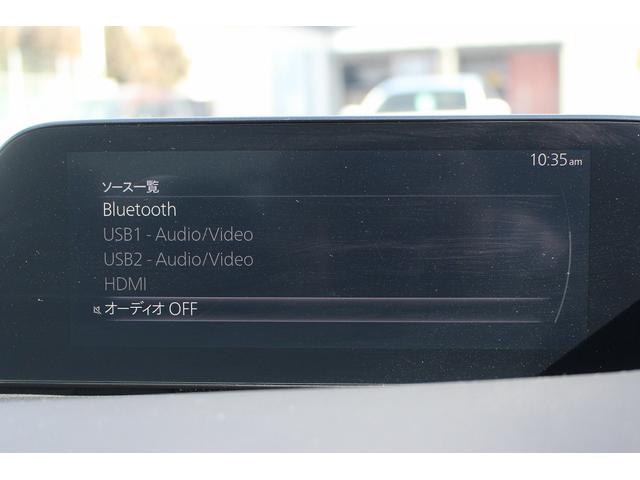 10:35am
ソース一覧
Bluetooth
USB1 - Audio/Video
USB2 - Audio/Video
HDMI
オーディオ OFF